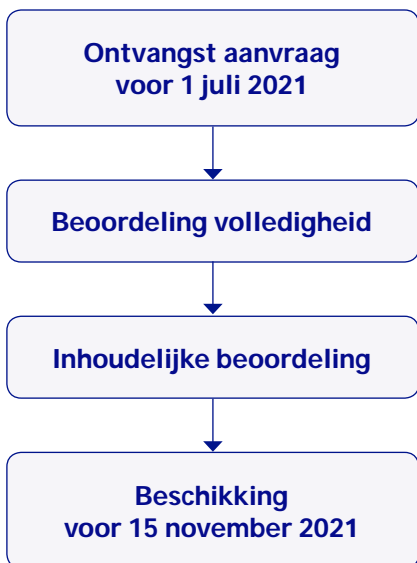 Ontvangst aanvraag
voor 1 juli 2021
Beoordeling volledigheid
Inhoudelijke beoordeling
Beschikking
voor 15 november 2021